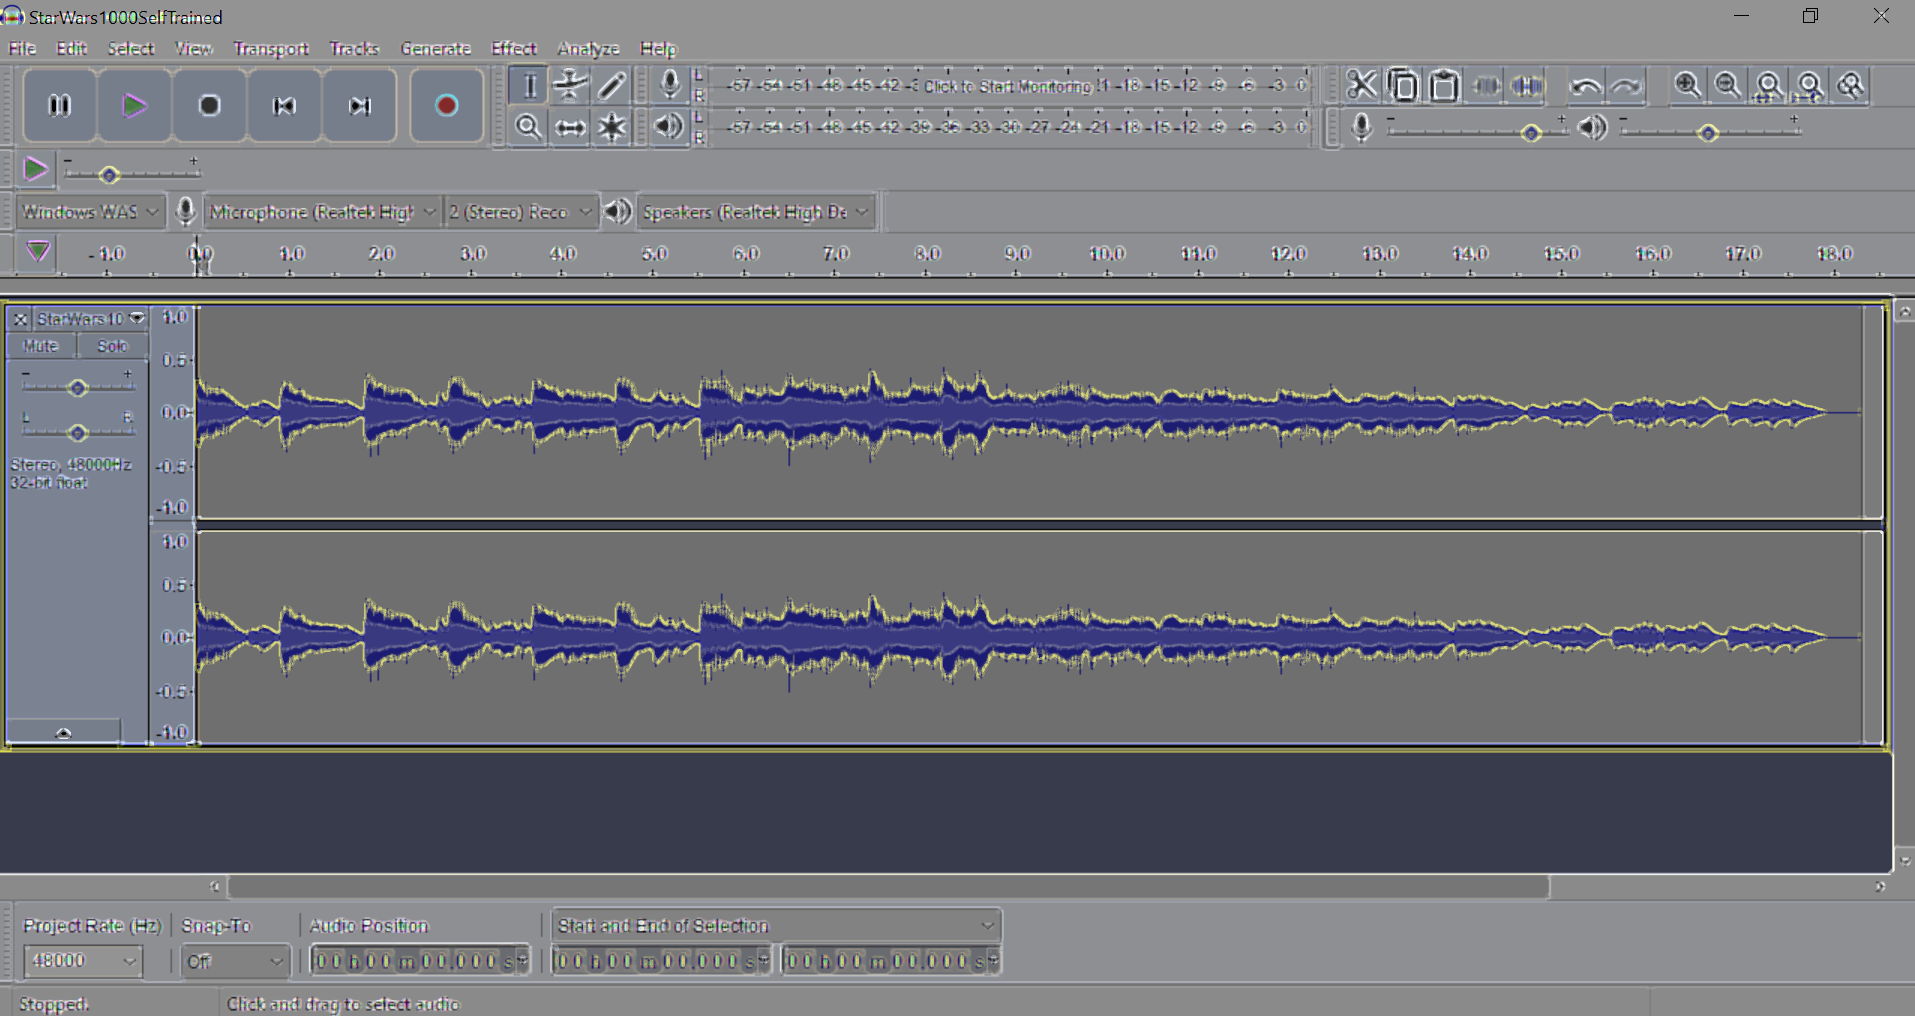 StarWars1000SelfTrained
File Edit Select View Transport Tracks Generate Effect Analyze Help
L
R
-57 -54 -51 -48 -45 -42 -3 Click to Start Monitoring !1 -18 -15 -12 -9 -6 -3 0
L
R
-57 -54 -51 -48 -45 -42 -39 -36 -33 -30 -27 -24 -21 -18 -15 -12 -9 -6 -3 0
- + - +
- +
Windows WAS Microphone (Realtek High 2 (Stereo) Reco Speakers (Realtek High De
-1.0 0.0 1.0 2.0 3.0 4.0 5.0 6.0 7.0 8.0 9.0 10.0 11.0 12.0 13.0 14.0 15.0 16.0 17.0 18.0
StarWars10
Mute Solo
- +
L R
Stereo, 48000Hz
32-bit float
1.0
0.5
0.0
-0.5
-1.0
1.0
0.5
0.0
-0.5
-1.0
Project Rate (Hz) Snap-To Audio Position Start and End of Selection
48000 Off 00 h 00 m 00.000 s 00 h 00 m 00.000 s 00 h 00 m 00.000 s
Stopped. Click and drag to select audio